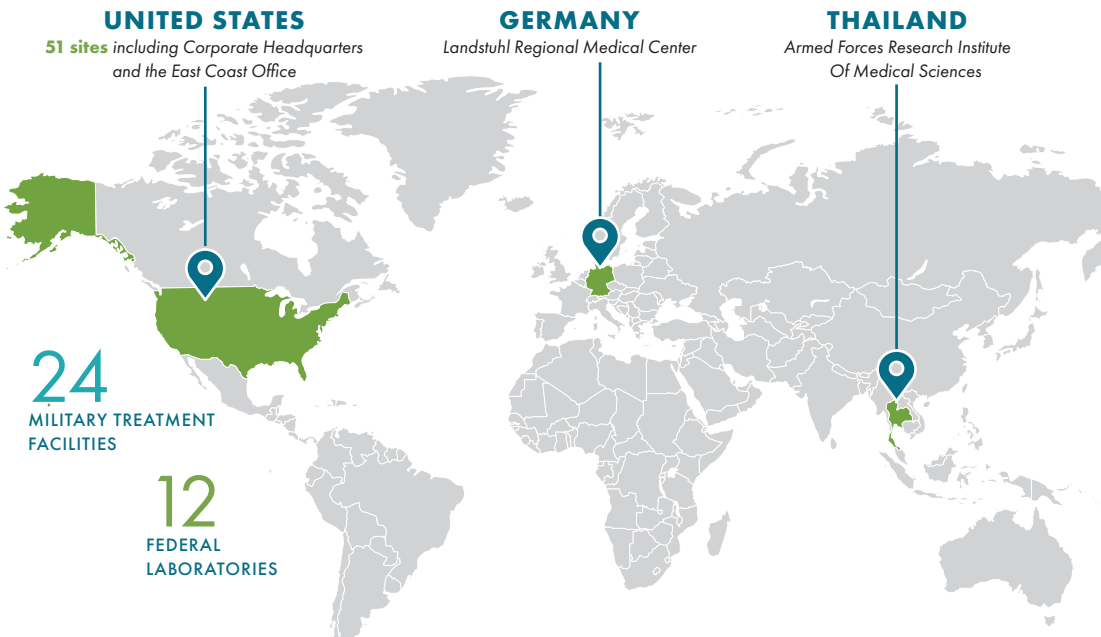 UNITED STATES
51 sites including Corporate Headquarters
and the East Coast Office
GERMANY
Landstuhl Regional Medical Center
THAILAND
Armed Forces Research Institute
Of Medical Sciences
24
MILITARY TREATMENT
FACILITIES
12
FEDERAL
LABORATORIES